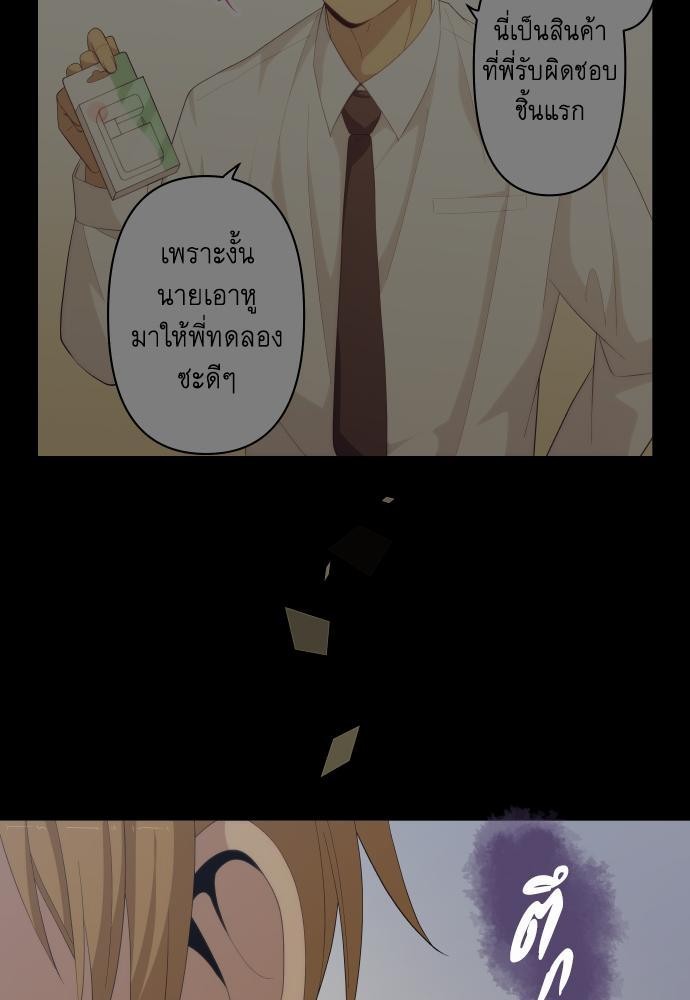 นี่เป็นสินค้า
ที่พี่รับผิดชอบ
ชิ้นแรก
เพราะงั้น
นายเอาหู
มาให้พี่ทดลอง
ซะดีๆ
ตึ